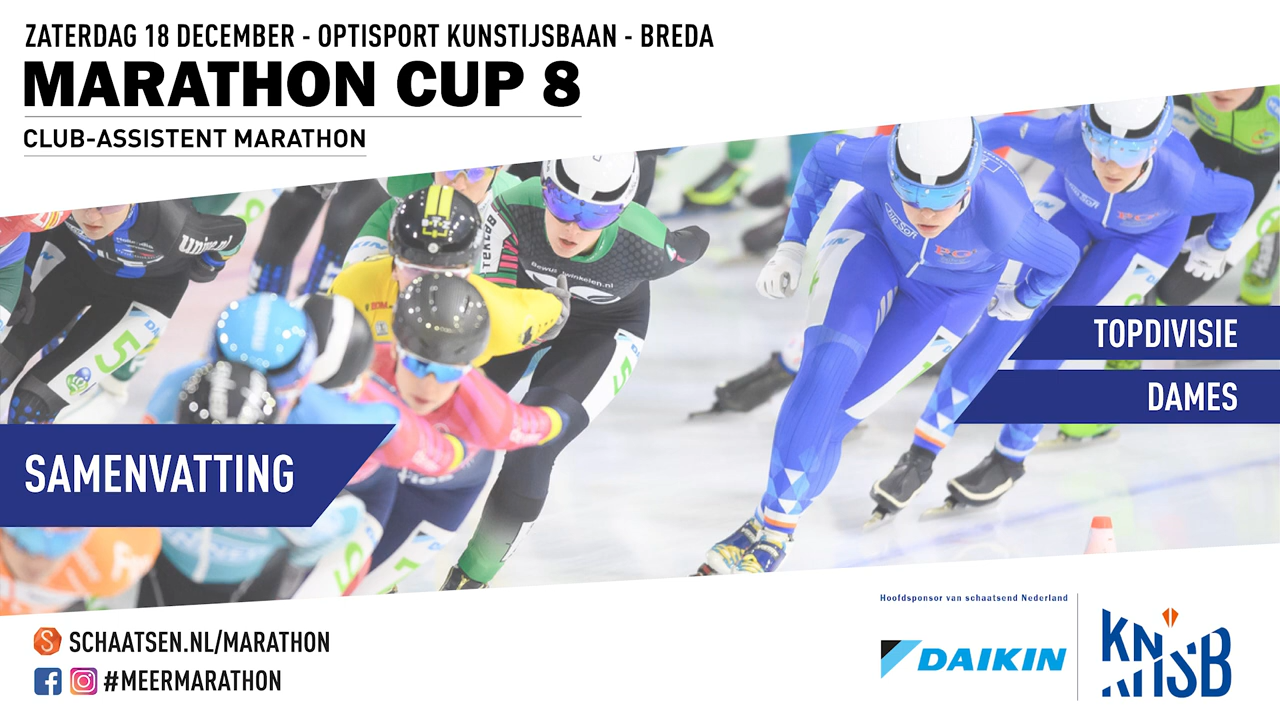 ZATERDAG 18 DECEMBER - OPTISPORT KUNSTIJSBAAN - BREDA
MARATHON CUP 8
CLUB-ASSISTENT MARATHON
TOPDIVISIE
DAMES
SAMENVATTING
Hoofdsponsor van schaatsend Nederland
DAIKIN
KNSB
SCHAATSEN.NL/MARATHON
#MEERMARATHON